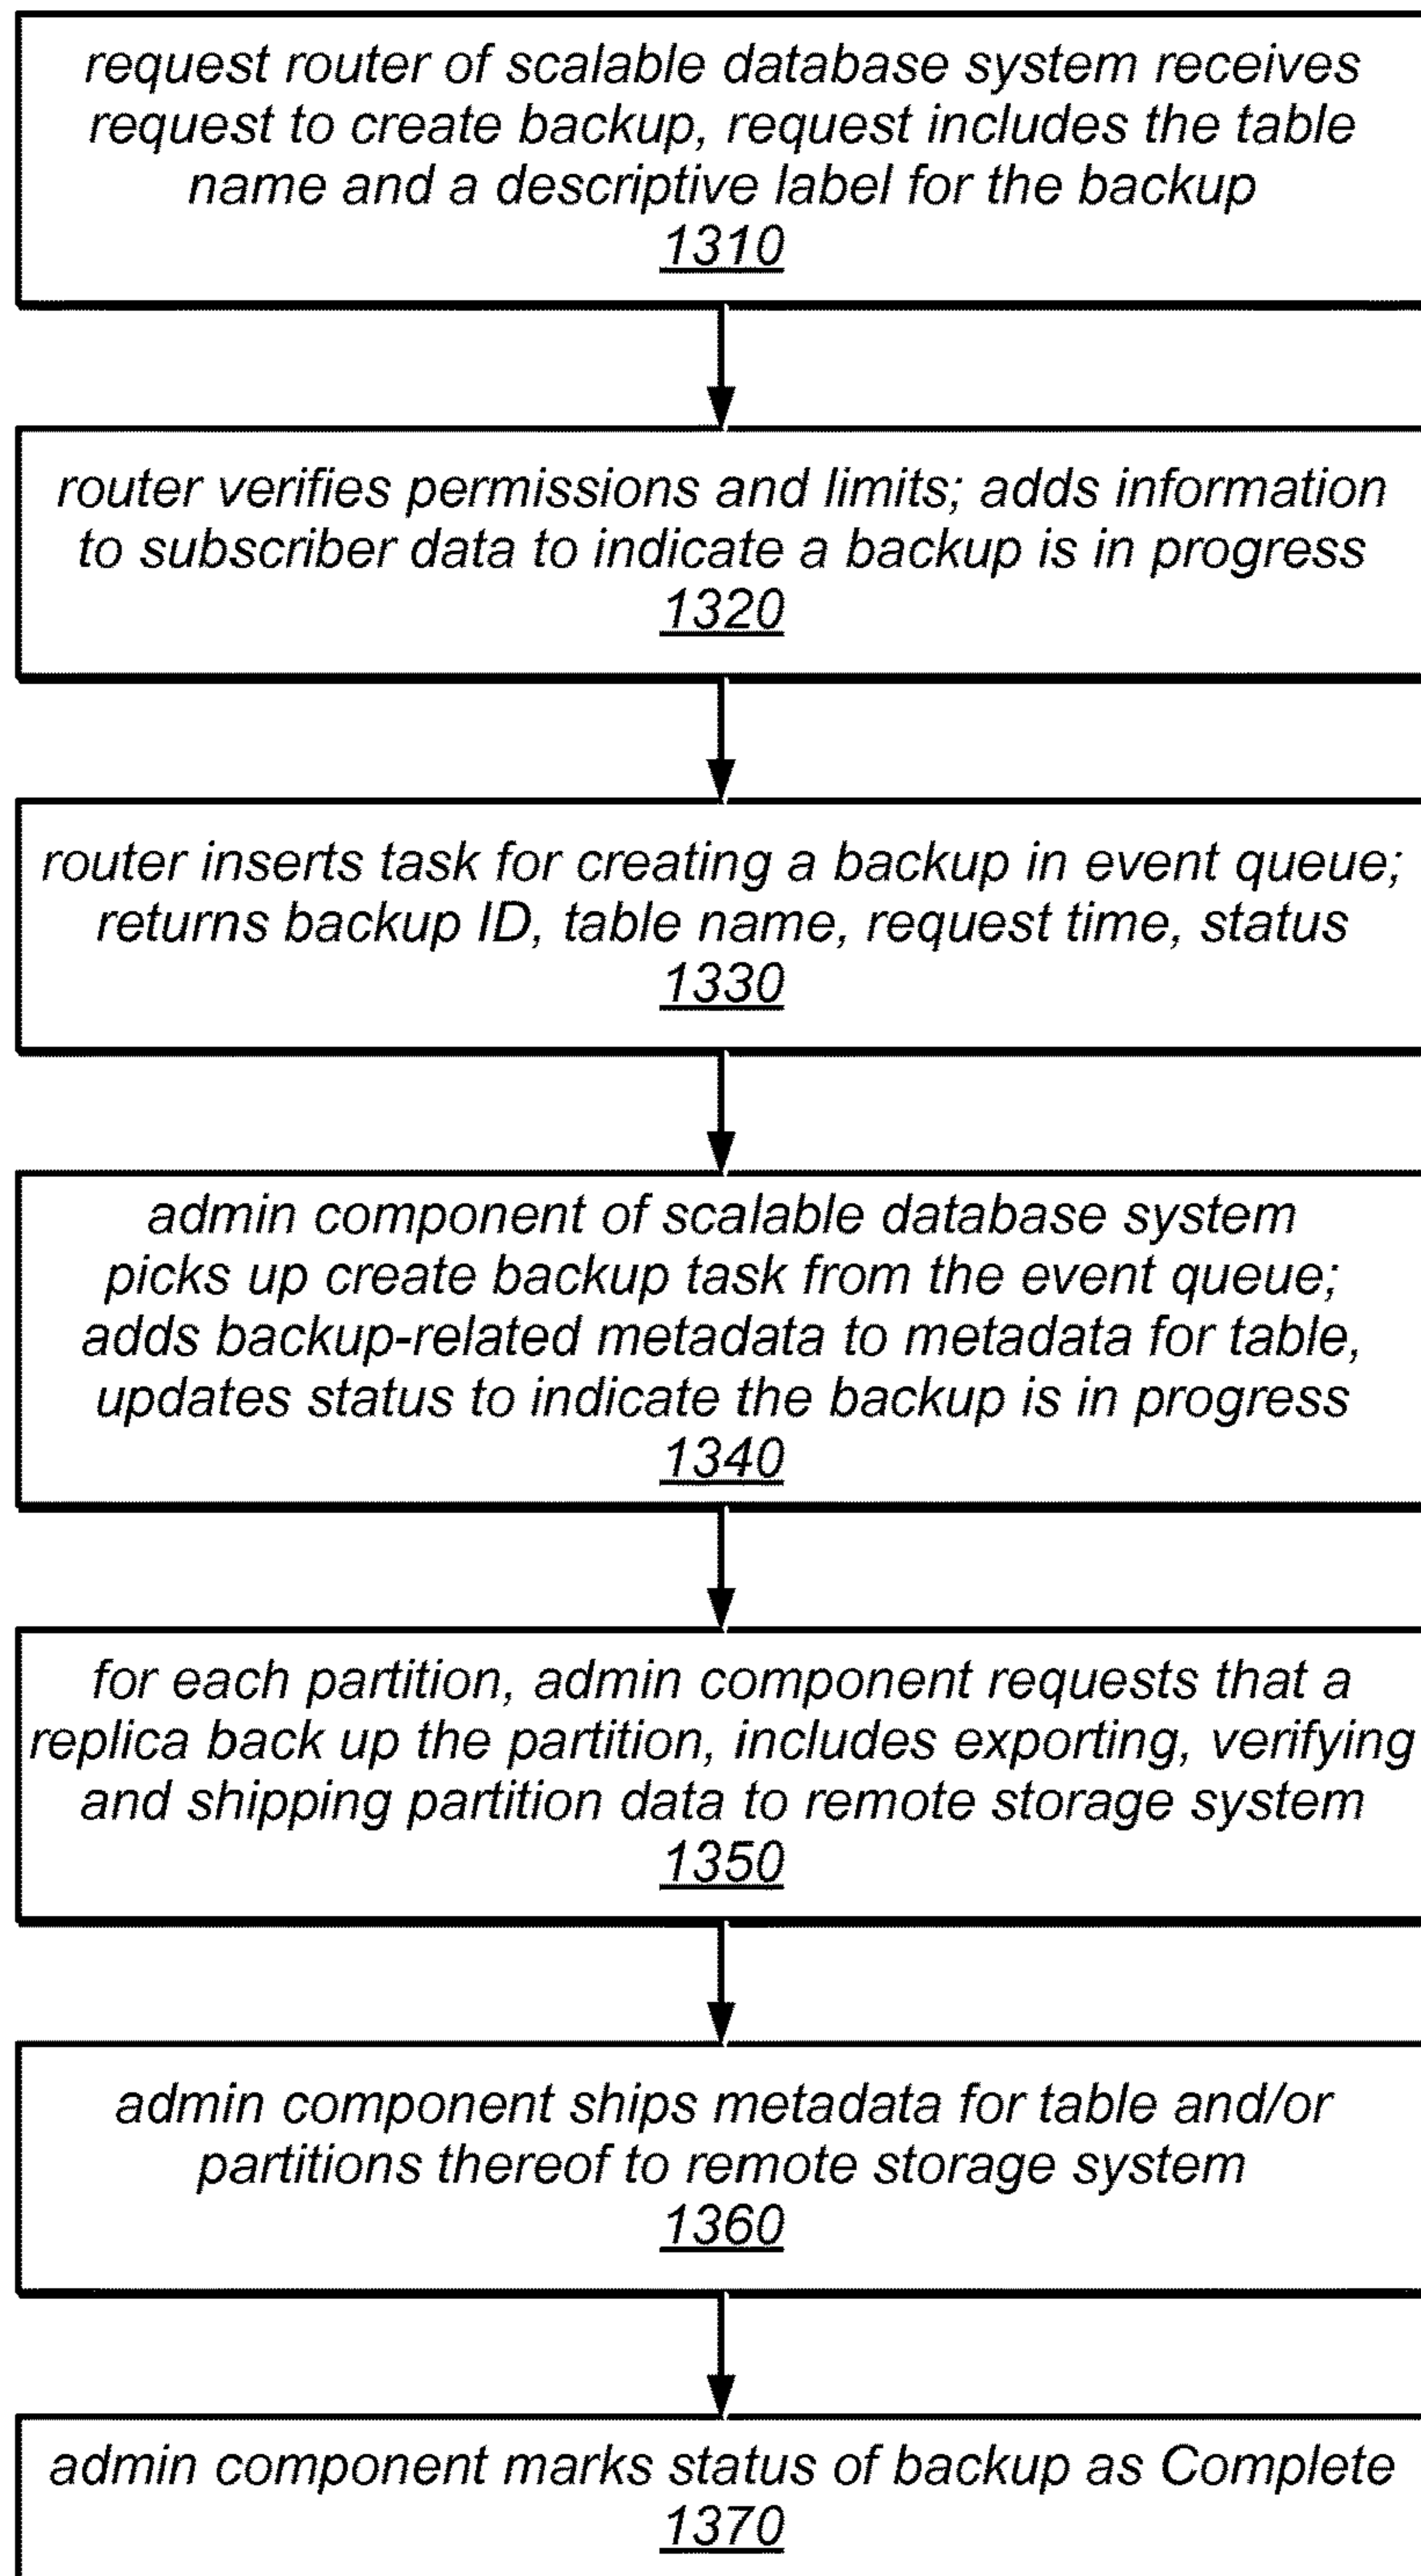 request router of scalable database system receives
request to create backup, request includes the table
name and a descriptive label for the backup
1310
router verifies permissions and limits; adds information
to subscriber data to indicate a backup is in progress
1320
router inserts task for creating a backup in event queue;
returns backup ID, table name, request time, status
1330
admin component of scalable database system
picks up create backup task from the event queue;
adds backup-related metadata to metadata for table,
updates status to indicate the backup is in progress
1340
for each partition, admin component requests that a
replica back up the partition, includes exporting, verifying
and shipping partition data to remote storage system
1350
admin component ships metadata for table and/or
partitions thereof to remote storage system
1360
admin component marks status of backup as Complete
1370